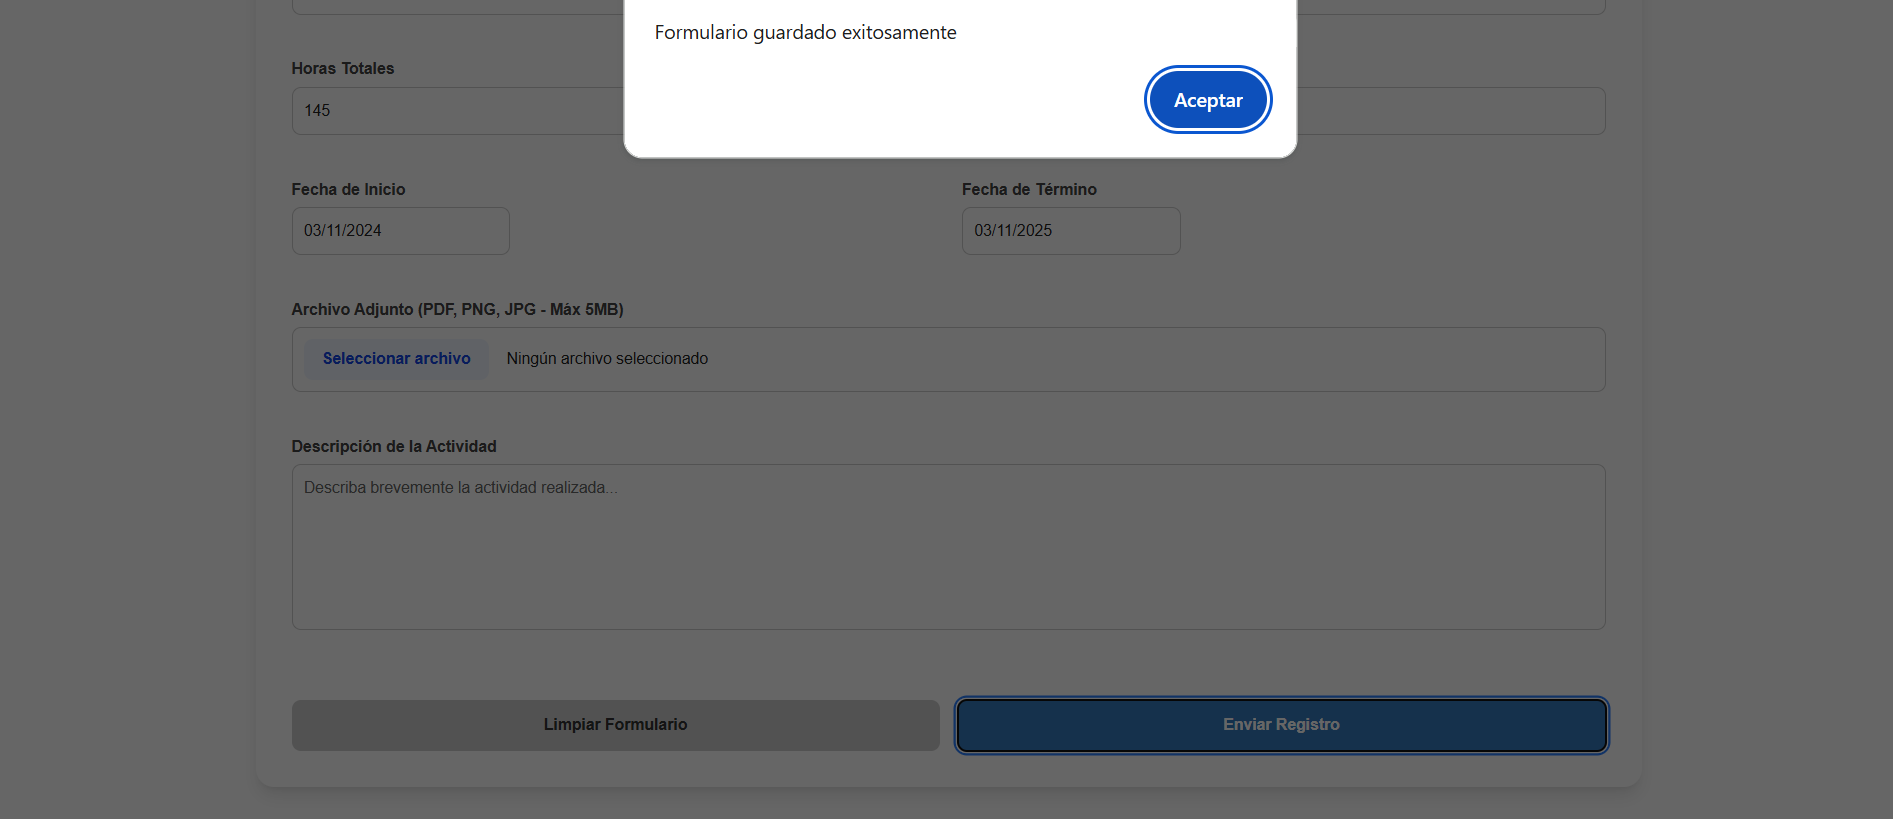 Formulario guardado exitosamente
Aceptar
Horas Totales
145
Fecha de Inicio
Fecha de Término
03/11/2024
03/11/2025
Archivo Adjunto (PDF, PNG, JPG - Máx 5MB)
Seleccionar archivo Ningún archivo seleccionado
Descripción de la Actividad
Describa brevemente la actividad realizada...
Limpiar Formulario
Enviar Registro